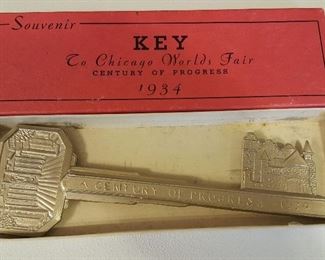 Souvenir
KEY
To Chicago Worlds Fair
CENTURY OF PROGRESS
1934
A CENTURY OF PROGRESS